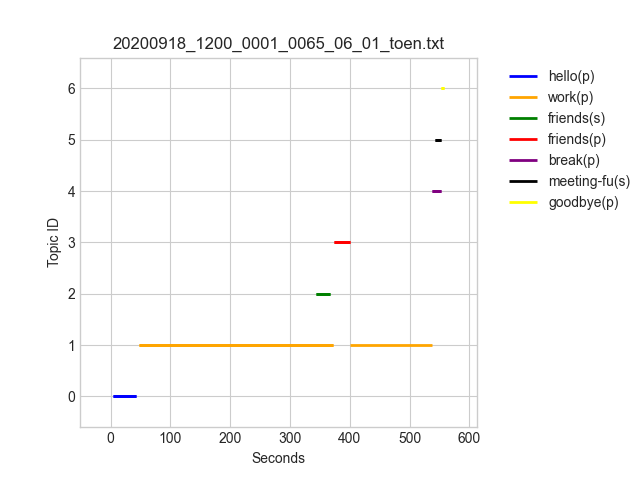 20200918_1200_0001_0065_06_01_toen.txt
6
5
4
3
2
1
0
Topic ID
0 100 200 300 400 500 600
Seconds
hello(p)
work(p)
friends(s)
friends(p)
break(p)
meeting-fu(s)
goodbye(p)